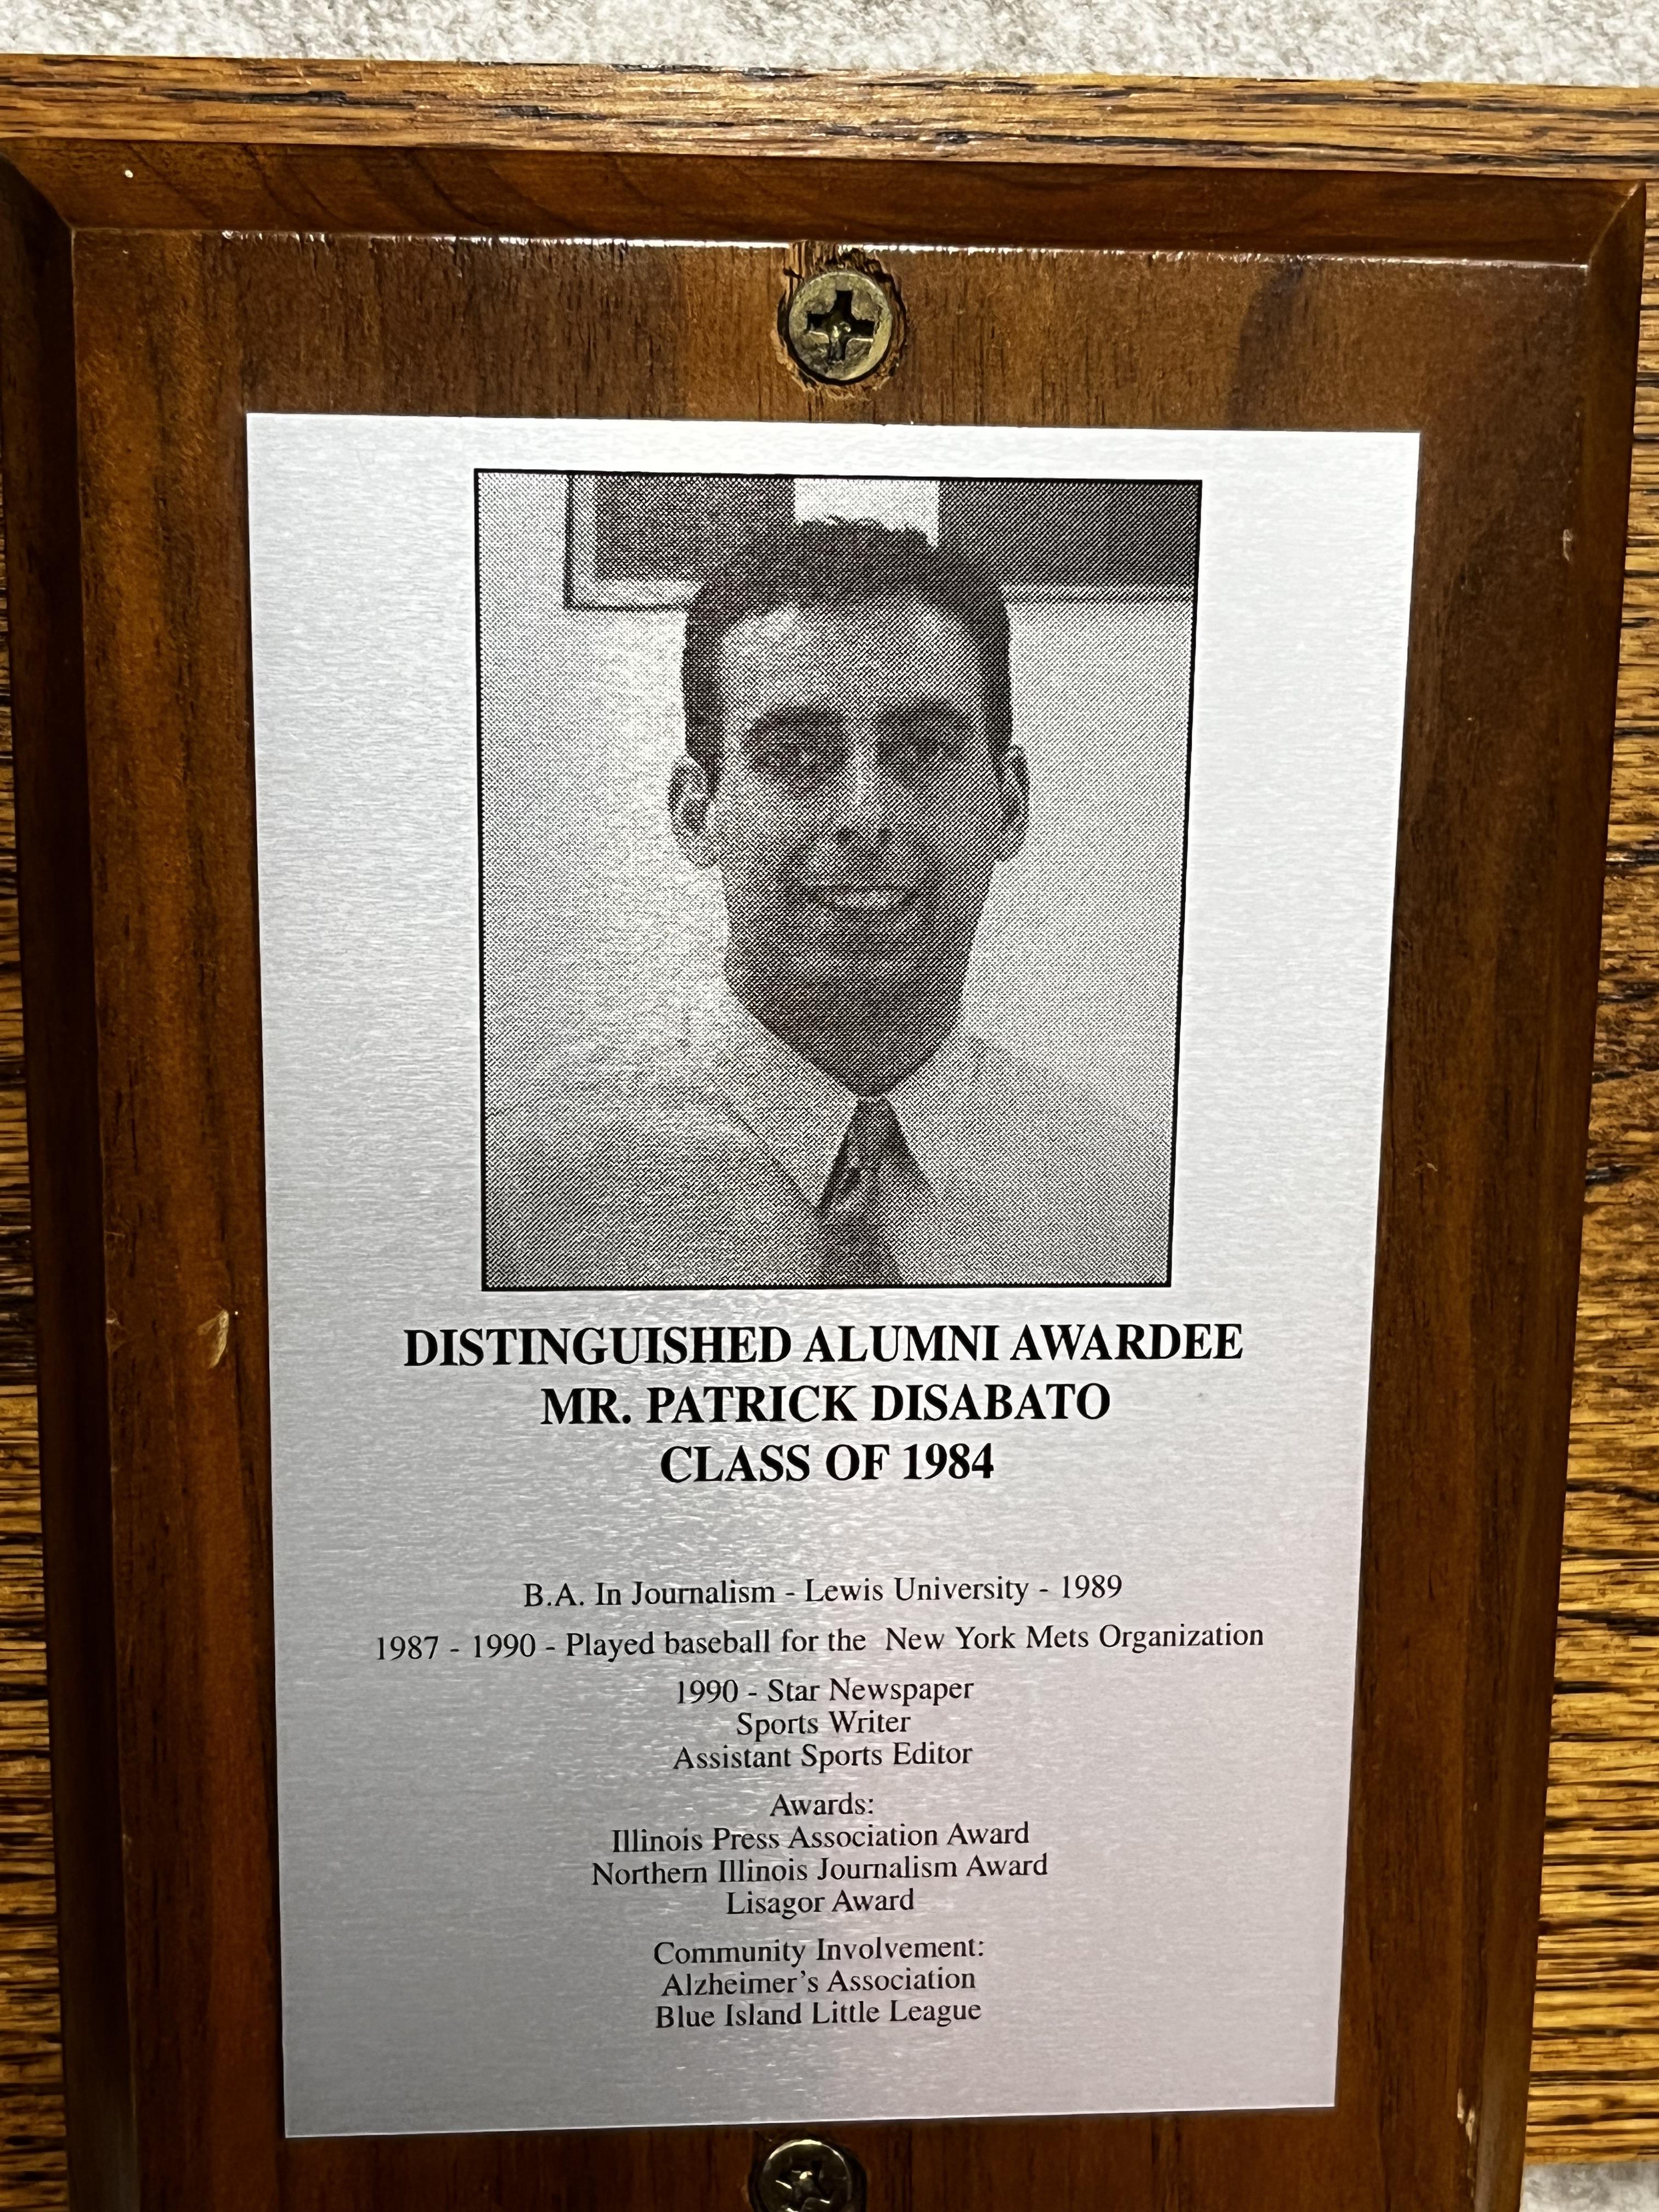 DISTINGUISHED ALUMNI AWARDEE
MR. PATRICK DISABATO
CLASS OF 1984
B.A. In Journalism - Lewis University - 1989
1987 - 1990 - Played baseball for the New York Mets Organization
1990 - Star Newspaper
Sports Writer
Assistant Sports Editor
Awards:
Illinois Press Association Award
Northern Illinois Journalism Award
Lisagor Award
Community Involvement:
Alzheimer's Association
Blue Island Little League